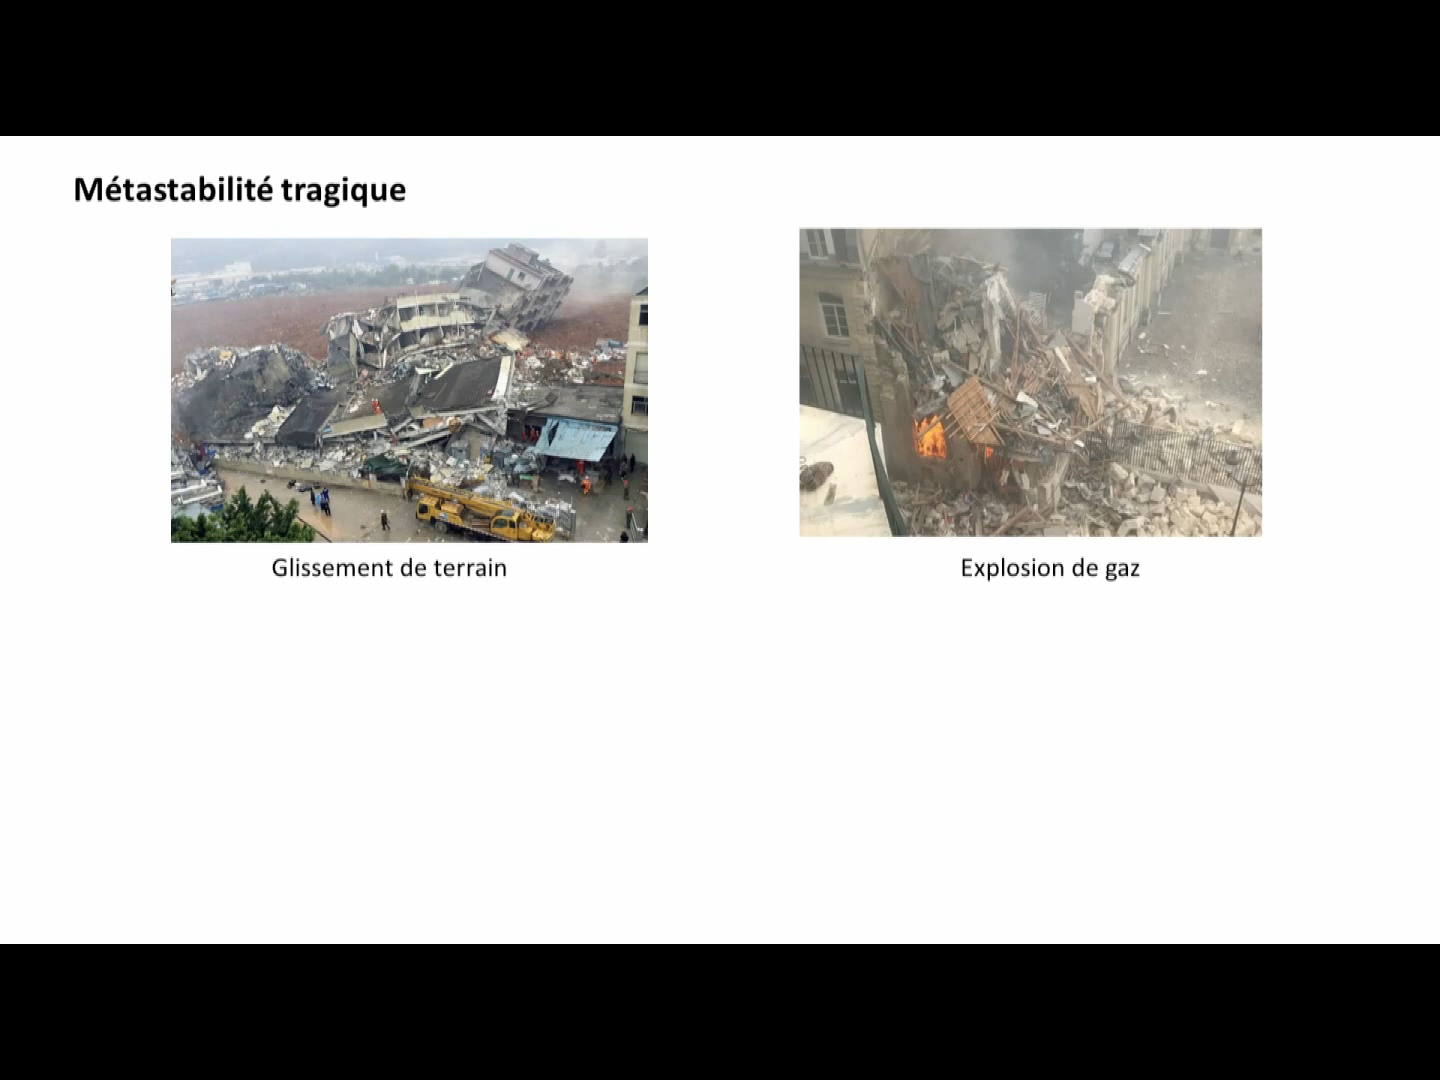 Métastabilité tragique
Glissement de terrain
Explosion de gaz